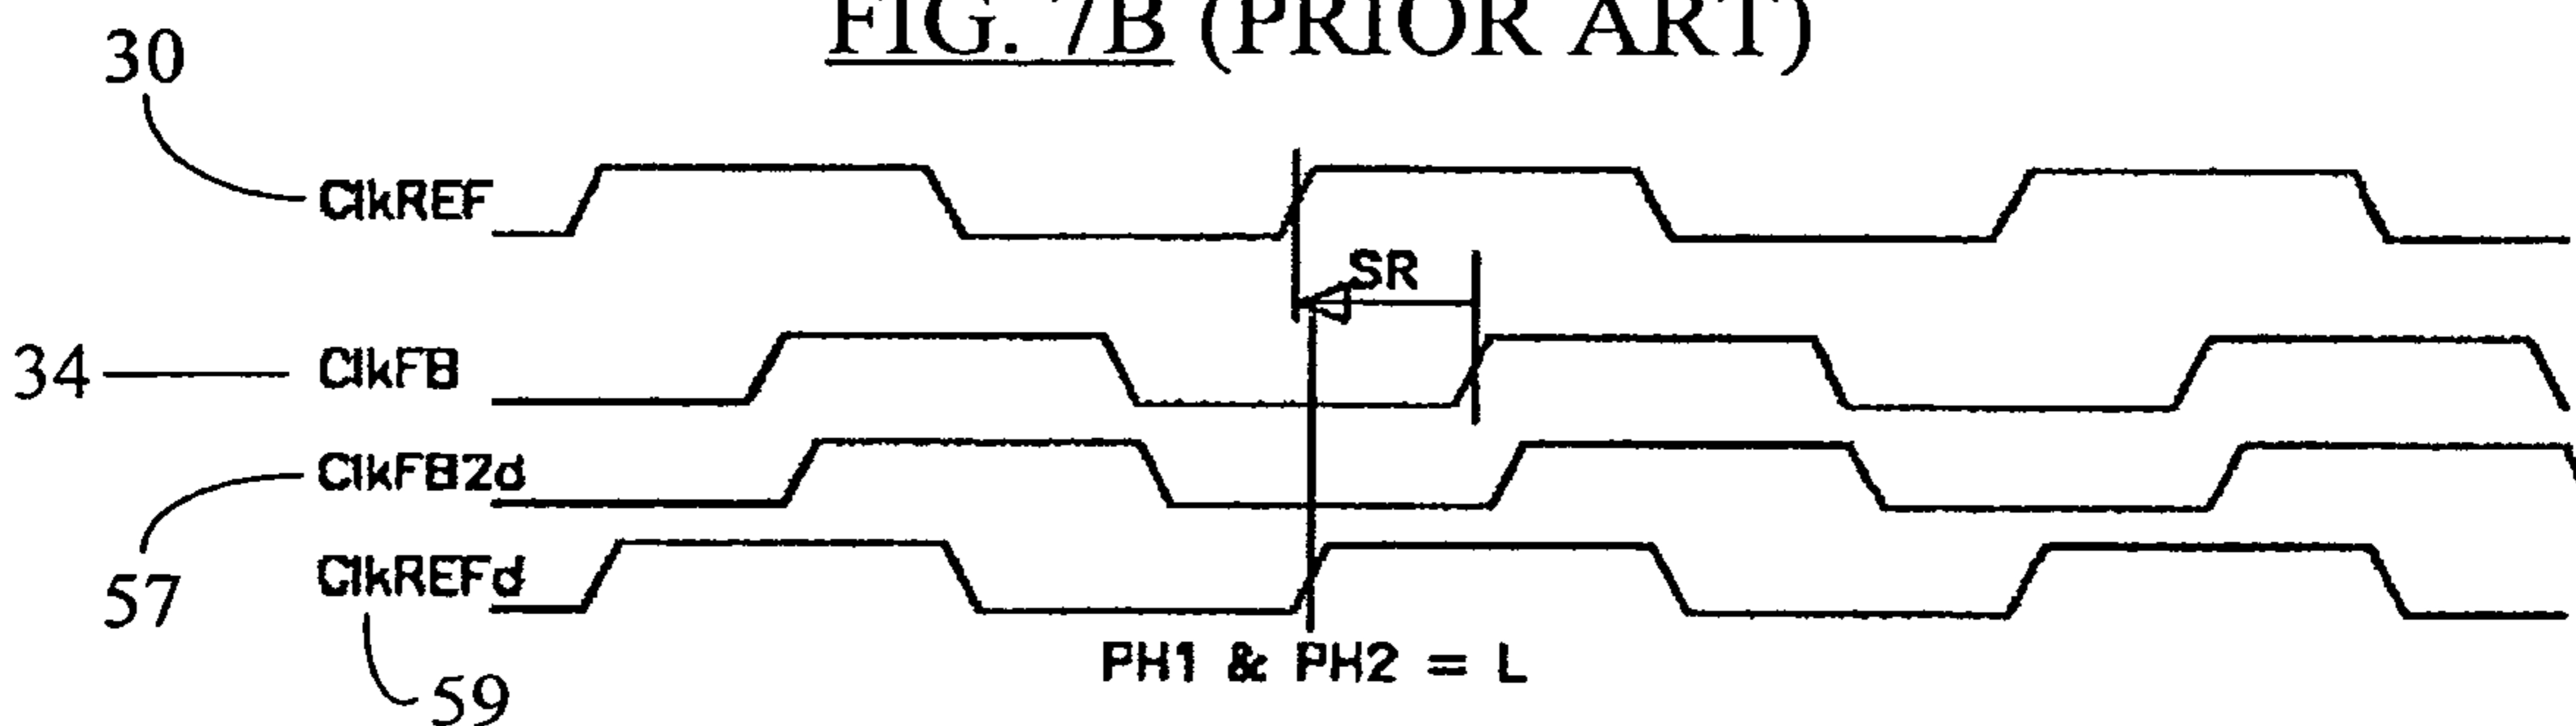 FIG. 7B (PRIOR ART)
30
ClkREF
SR
34
ClkFB
ClkFB2d
57
ClkREFd
59
PH1 & PH2 = L